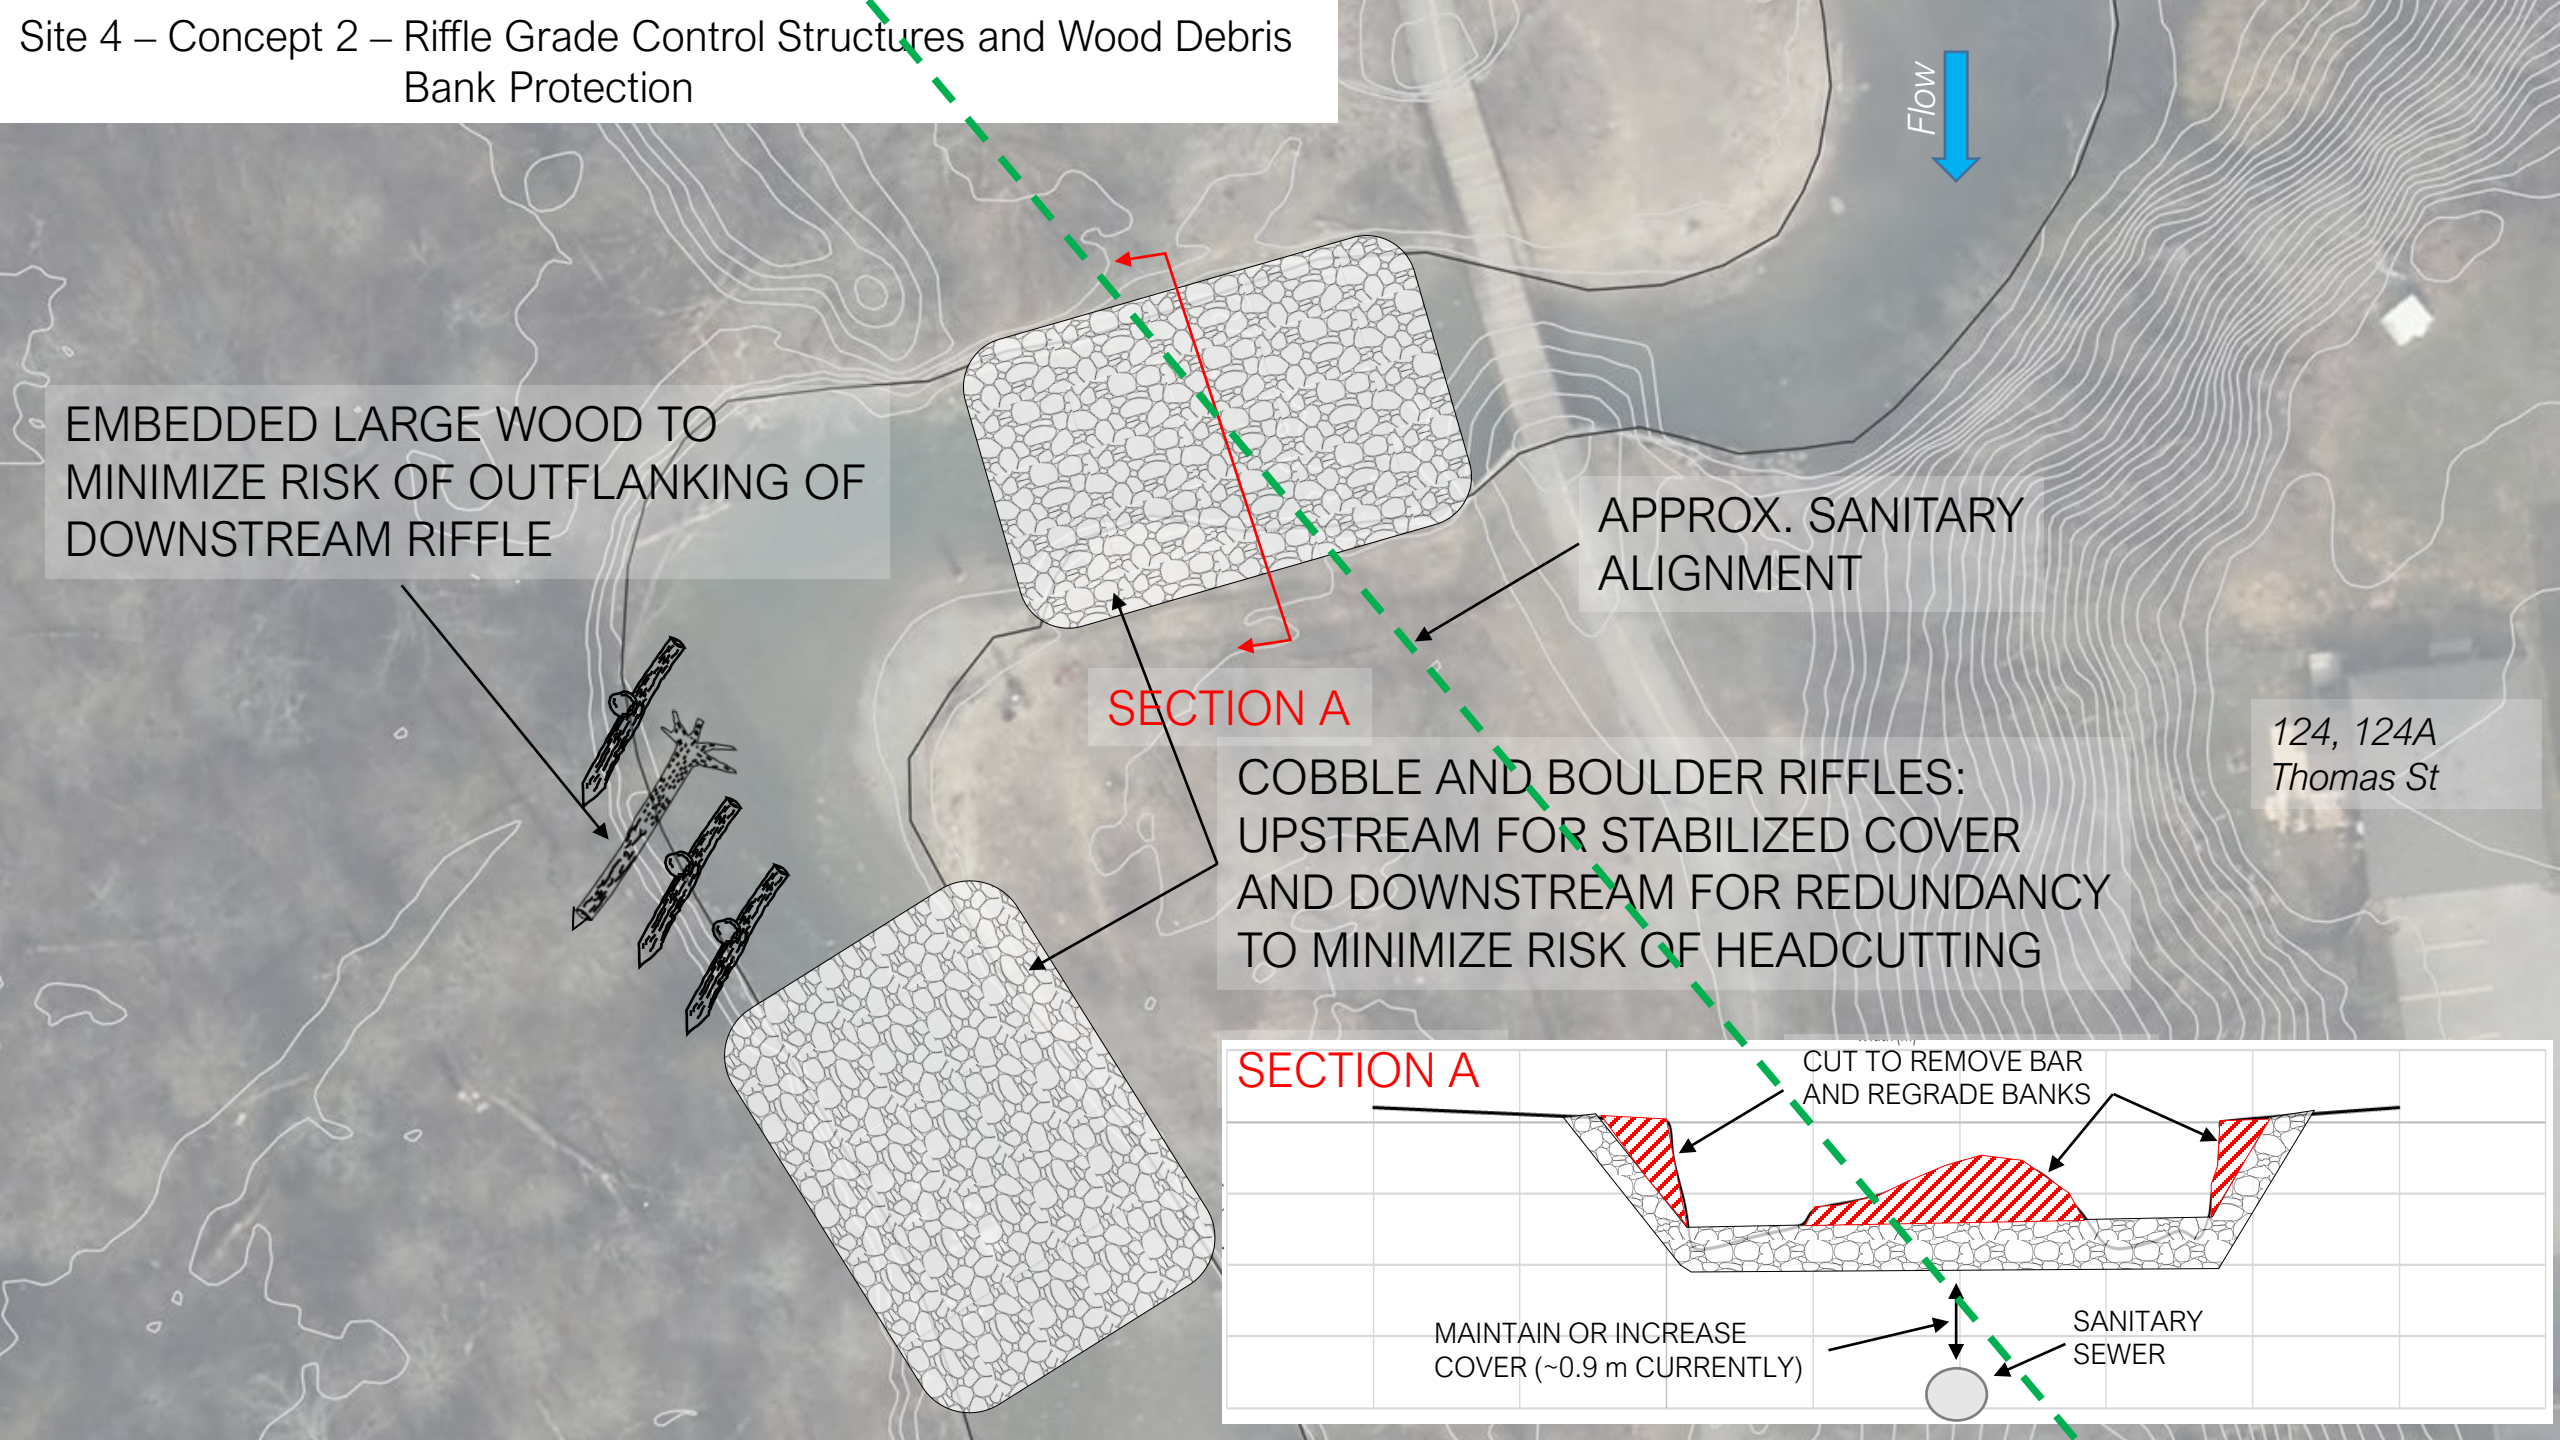 Site 4 – Concept 2 – Riffle Grade Control Structures and Wood Debris
Bank Protection
Flow
EMBEDDED LARGE WOOD TO
MINIMIZE RISK OF OUTFLANKING OF
DOWNSTREAM RIFFLE
APPROX. SANITARY
ALIGNMENT
SECTION A
124, 124A
Thomas St
COBBLE AND BOULDER RIFFLES:
UPSTREAM FOR STABILIZED COVER
AND DOWNSTREAM FOR REDUNDANCY
TO MINIMIZE RISK OF HEADCUTTING
SECTION A
CUT TO REMOVE BAR
AND REGRADE BANKS
MAINTAIN OR INCREASE
COVER (~0.9 m CURRENTLY)
SANITARY
SEWER